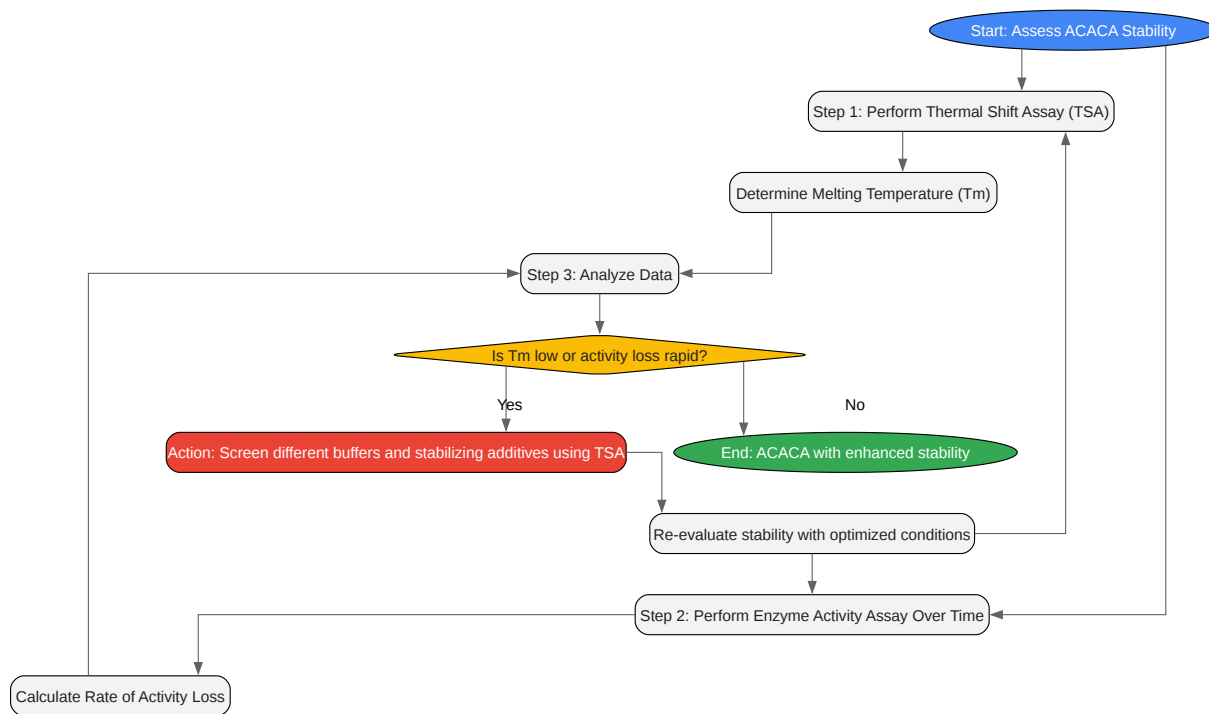 Start: Assess ACACA Stability
Step 1: Perform Thermal Shift Assay (TSA)
Determine Melting Temperature (Tm)
Step 3: Analyze Data
Is Tm low or activity loss rapid?
Yes
No
Action: Screen different buffers and stabilizing additives using TSA
End: ACACA with enhanced stability
Re-evaluate stability with optimized conditions
Step 2: Perform Enzyme Activity Assay Over Time
Calculate Rate of Activity Loss